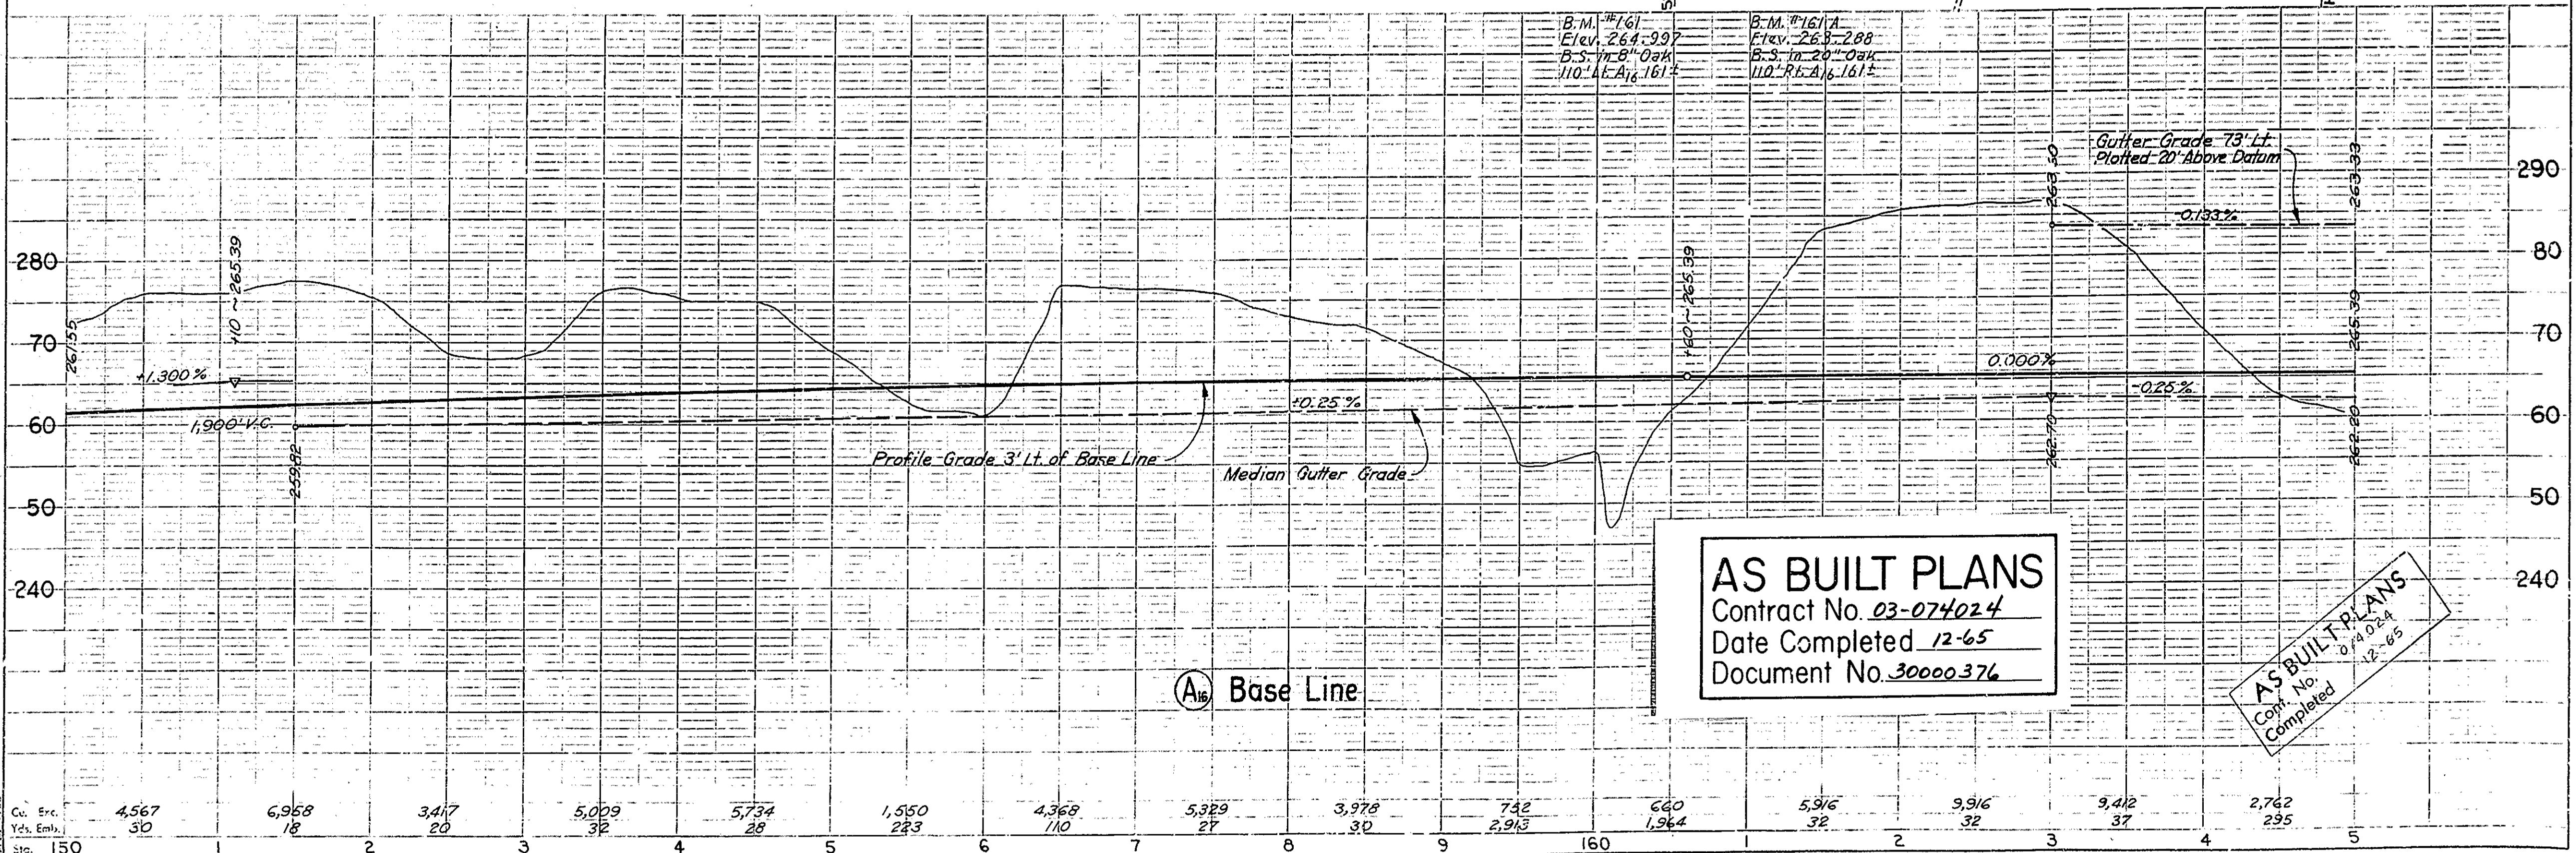 B.M. #161
Elev. 264.997
B.S. in 8" Oak
110' Lt. A16 161±
B.M. #161 A
Elev. 263.288
B.S. in 20" Oak
110' Rt. A16 161±
Gutter Grade 73' Lt.
Plotted 20' Above Datum
263.50
263.33
290
-0.133%
280
80
+10 ~ 265.39
+60 ~ 265.39
265.39
261.55
70
70
+1.300%
0.000%
-0.25%
+0.25%
60
60
1,900' V.C.
259.82
262.70
262.20
Profile Grade 3' Lt. of Base Line
Median Gutter Grade
50
50
240
240
AS BUILT PLANS
Contract No. 03-074024
Date Completed 12-65
Document No. 30000376
A16 Base Line
AS BUILT PLANS
Cont. No. 074024
Completed 12-65
Cu. Exc. 4,567 6,958 3,417 5,009 5,734 1,550 4,368 5,329 3,978 752 660 5,916 9,916 9,412 2,762
Yds. Emb. 30 18 20 32 28 223 110 27 30 2,913 1,964 32 32 37 295
Sta. 150 1 2 3 4 5 6 7 8 9 160 1 2 3 4 5